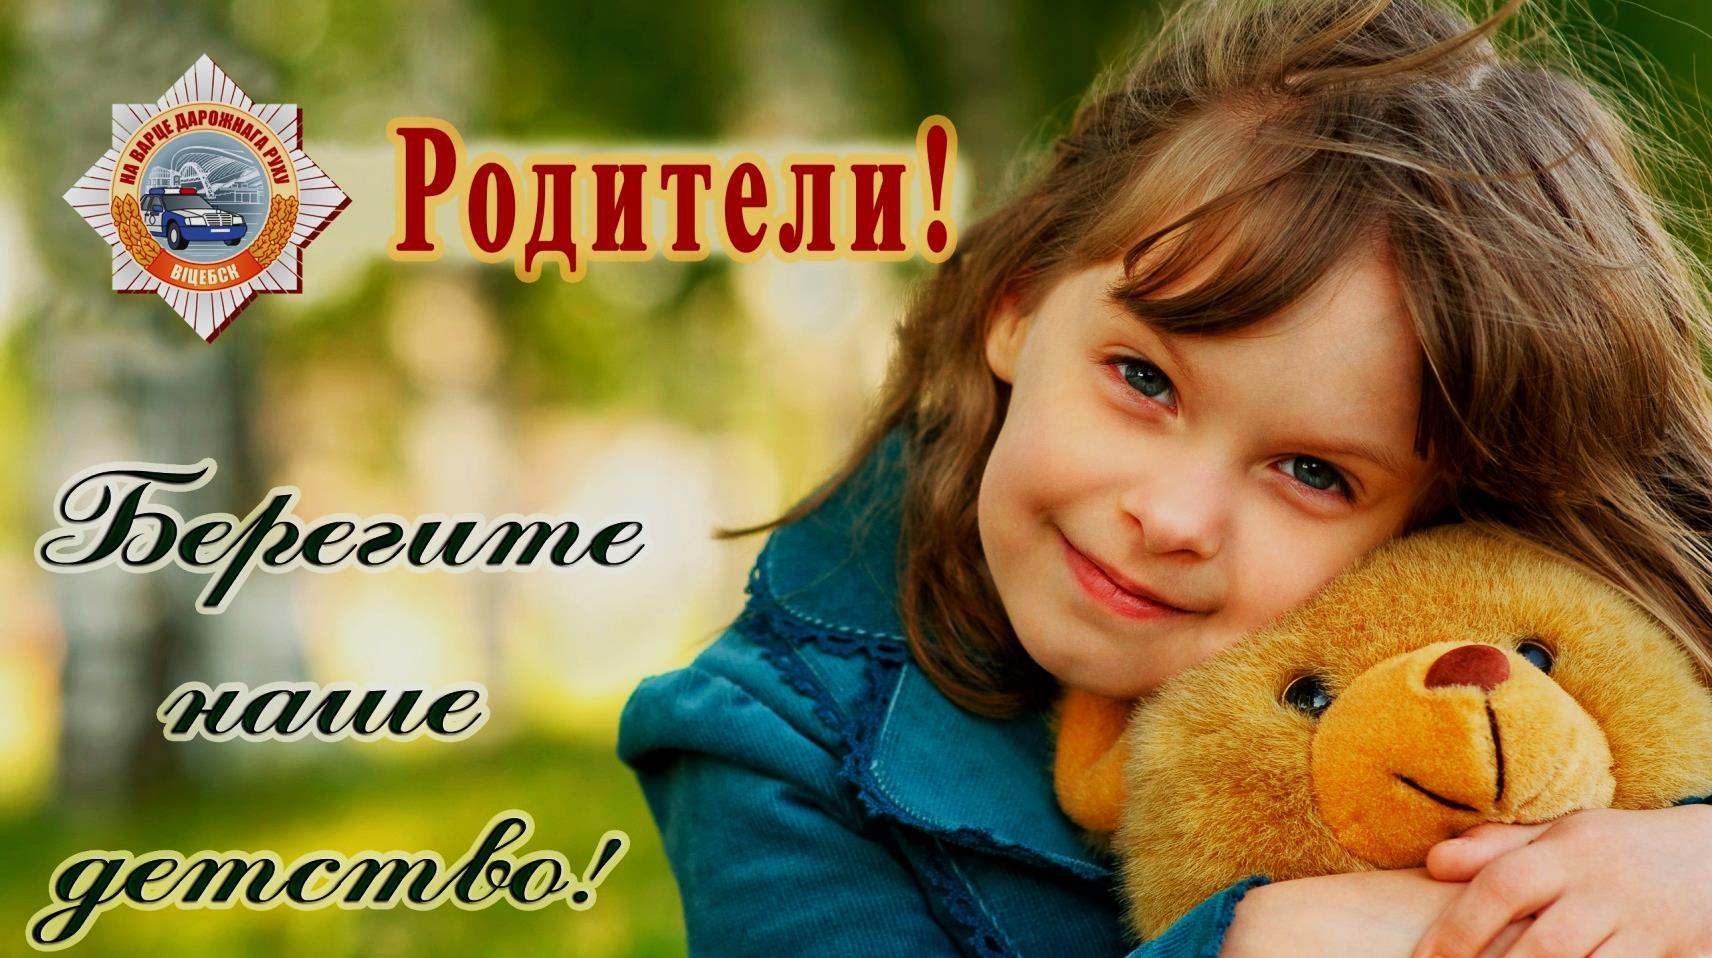 НА ВАРЦЕ ДАРОЖНАГА РУХУ
ВІЦЕБСК
Родители!
Берегите
наше
детство!